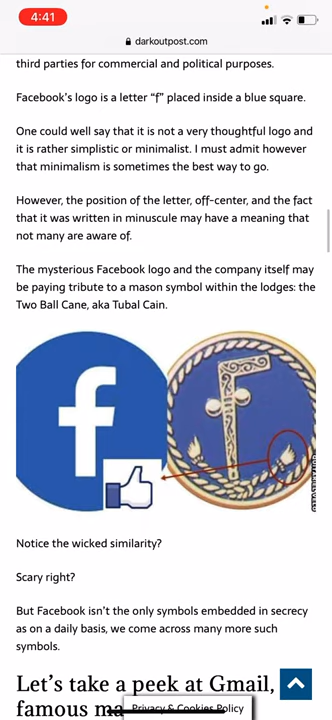 4:41
darkoutpost.com
third parties for commercial and political purposes.
Facebook’s logo is a letter “f” placed inside a blue square.
One could well say that it is not a very thoughtful logo and
it is rather simplistic or minimalist. I must admit however
that minimalism is sometimes the best way to go.
However, the position of the letter, off-center, and the fact
that it was written in minuscule may have a meaning that
not many are aware of.
The mysterious Facebook logo and the company itself may
be paying tribute to a mason symbol within the lodges: the
Two Ball Cane, aka Tubal Cain.
f
Notice the wicked similarity?
Scary right?
But Facebook isn’t the only symbols embedded in secrecy
as on a daily basis, we come across many more such
symbols.
Let’s take a peek at Gmail,
famous
Privacy & Cookies Policy